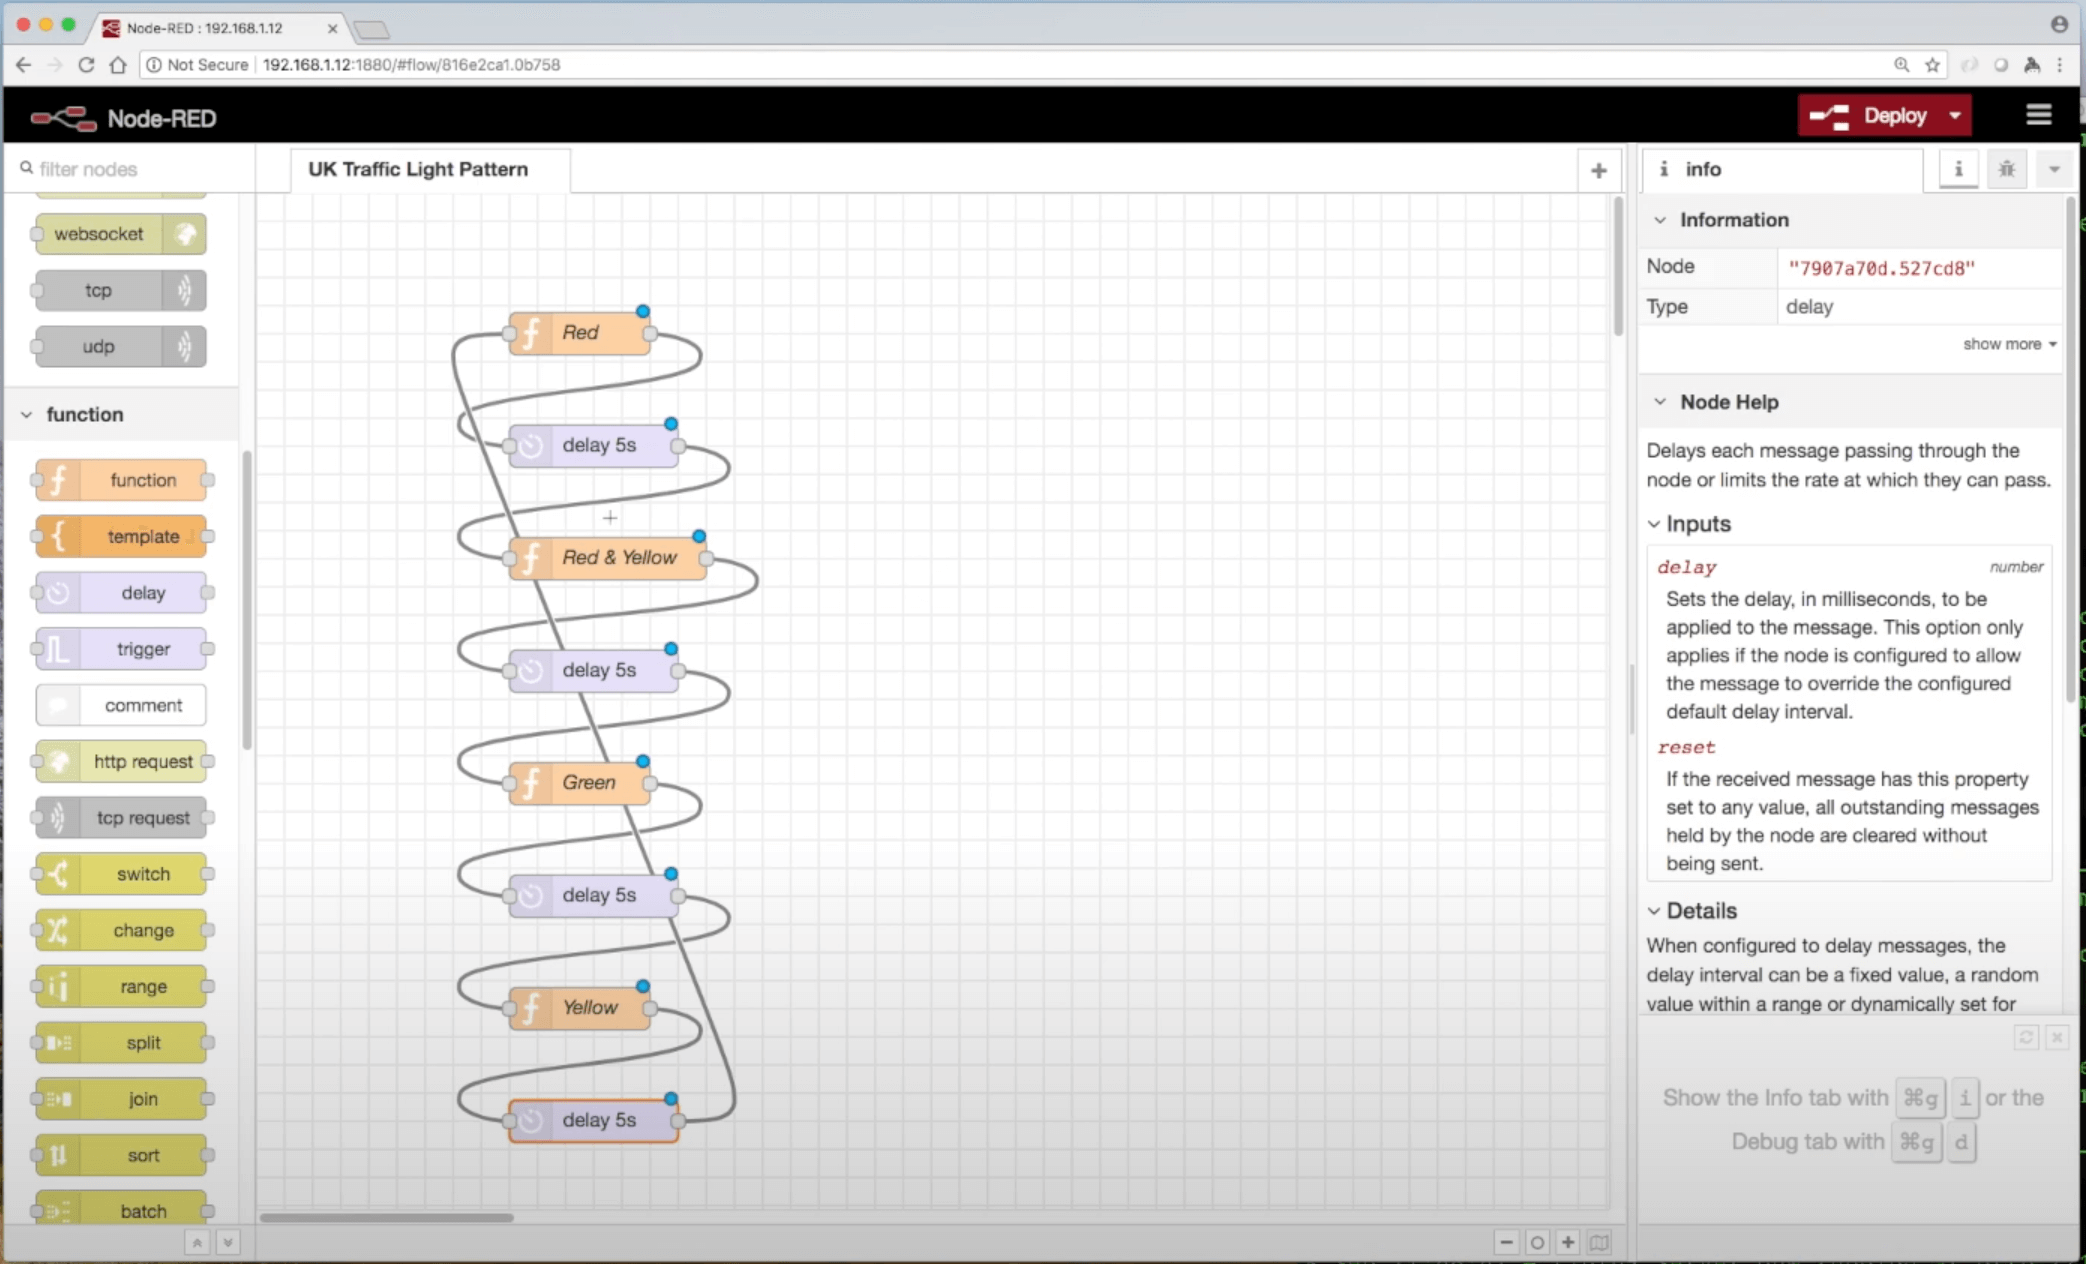 Node-RED : 192.168.1.12
Not Secure 192.168.1.12:1880/#flow/816e2ca1.0b758
Node-RED
Deploy
filter nodes
UK Traffic Light Pattern
info
websocket
tcp
udp
function
function
template
delay
trigger
comment
http request
tcp request
switch
change
range
split
join
sort
batch
Red
delay 5s
Red & Yellow
delay 5s
Green
delay 5s
Yellow
delay 5s
Information
Node "7907a70d.527cd8"
Type delay
show more
Node Help
Delays each message passing through the
node or limits the rate at which they can pass.
Inputs
delay number
Sets the delay, in milliseconds, to be
applied to the message. This option only
applies if the node is configured to allow
the message to override the configured
default delay interval.
reset
If the received message has this property
set to any value, all outstanding messages
held by the node are cleared without
being sent.
Details
When configured to delay messages, the
delay interval can be a fixed value, a random
value within a range or dynamically set for
Show the Info tab with ⌘g i or the
Debug tab with ⌘g d